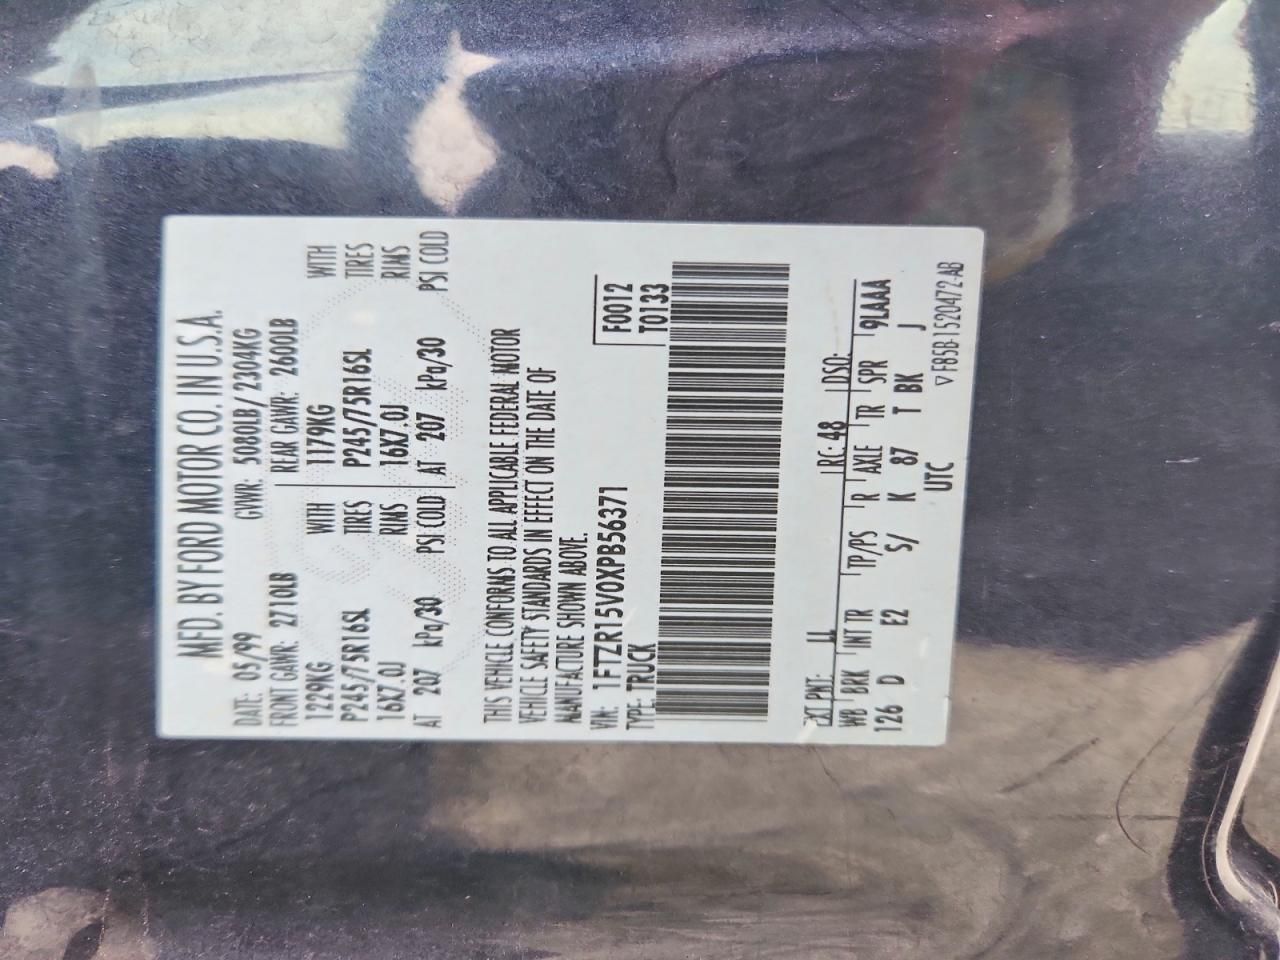 MFD. BY FORD MOTOR CO. IN U.S.A.
DATE: 05/99 GVWR: 5080LB/2304KG
FRONT GAWR: 2710LB REAR GAWR: 2600LB
1229KG WITH 1179KG WITH
P245/75R16SL TIRES P245/75R16SL TIRES
16X7.0J RIMS 16X7.0J RIMS
AT 207 kPa/30 PSI COLD AT 207 kPa/30 PSI COLD
THIS VEHICLE CONFORMS TO ALL APPLICABLE FEDERAL MOTOR
VEHICLE SAFETY STANDARDS IN EFFECT ON THE DATE OF
MANUFACTURE SHOWN ABOVE.
VIN: 1FTZR15V0XPB56371 F0012
TYPE: TRUCK T0133
EXT PNT: LL RC: 48 DSO:
WB BRK INT TR TP/PS R AXLE TR SPR 9LAAA
126 D E2 S/ K 87 T BK J
UTC ▽ F85B-1520472-AB